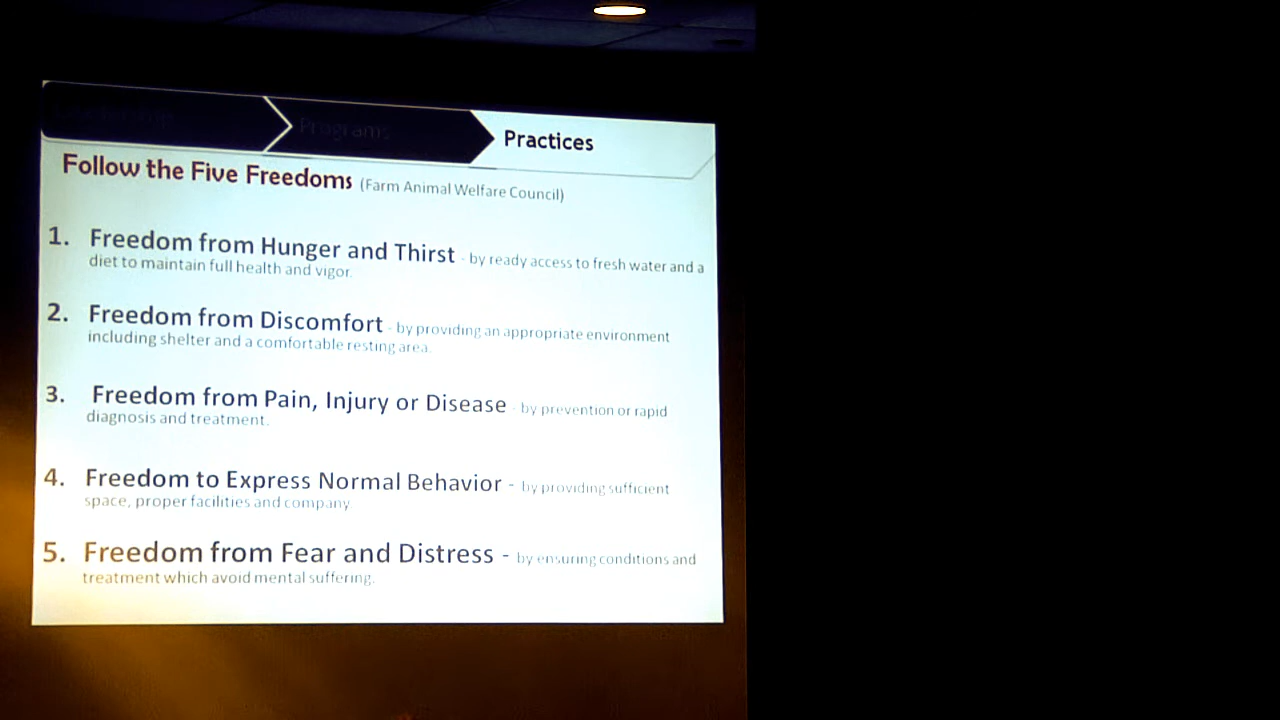 Programs
Practices
Follow the Five Freedoms (Farm Animal Welfare Council)
1. Freedom from Hunger and Thirst - by ready access to fresh water and a
diet to maintain full health and vigor.
2. Freedom from Discomfort - by providing an appropriate environment
including shelter and a comfortable resting area.
3. Freedom from Pain, Injury or Disease - by prevention or rapid
diagnosis and treatment.
4. Freedom to Express Normal Behavior - by providing sufficient
space, proper facilities and company
5. Freedom from Fear and Distress - by ensuring conditions and
treatment which avoid mental suffering.